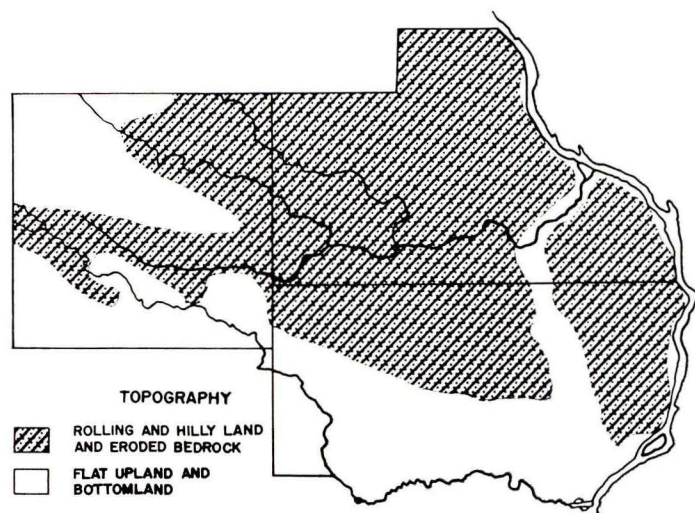 TOPOGRAPHY
ROLLING AND HILLY LAND
AND ERODED BEDROCK
FLAT UPLAND AND
BOTTOMLAND